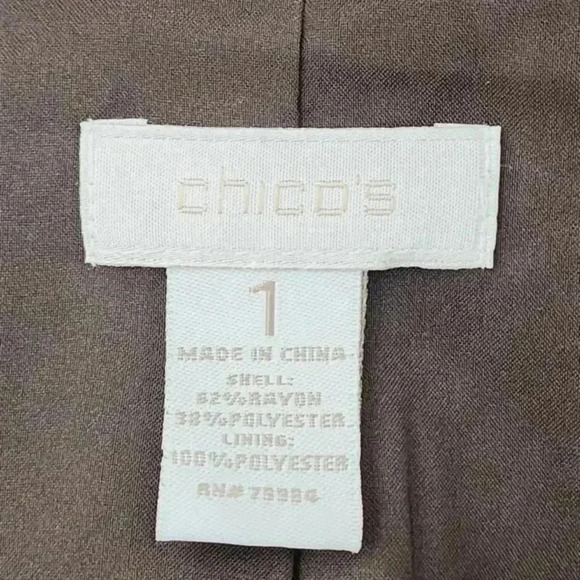 chico's
1
MADE IN CHINA
SHELL:
62%RAYON
38%POLYESTER
LINING:
100%POLYESTER
RN# 79984